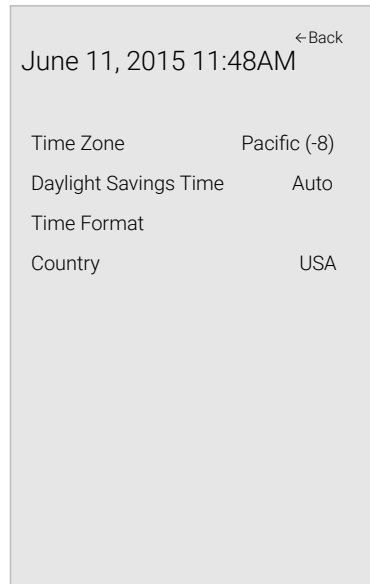 ←Back
June 11, 2015 11:48AM
Time Zone Pacific (-8)
Daylight Savings Time Auto
Time Format
Country USA